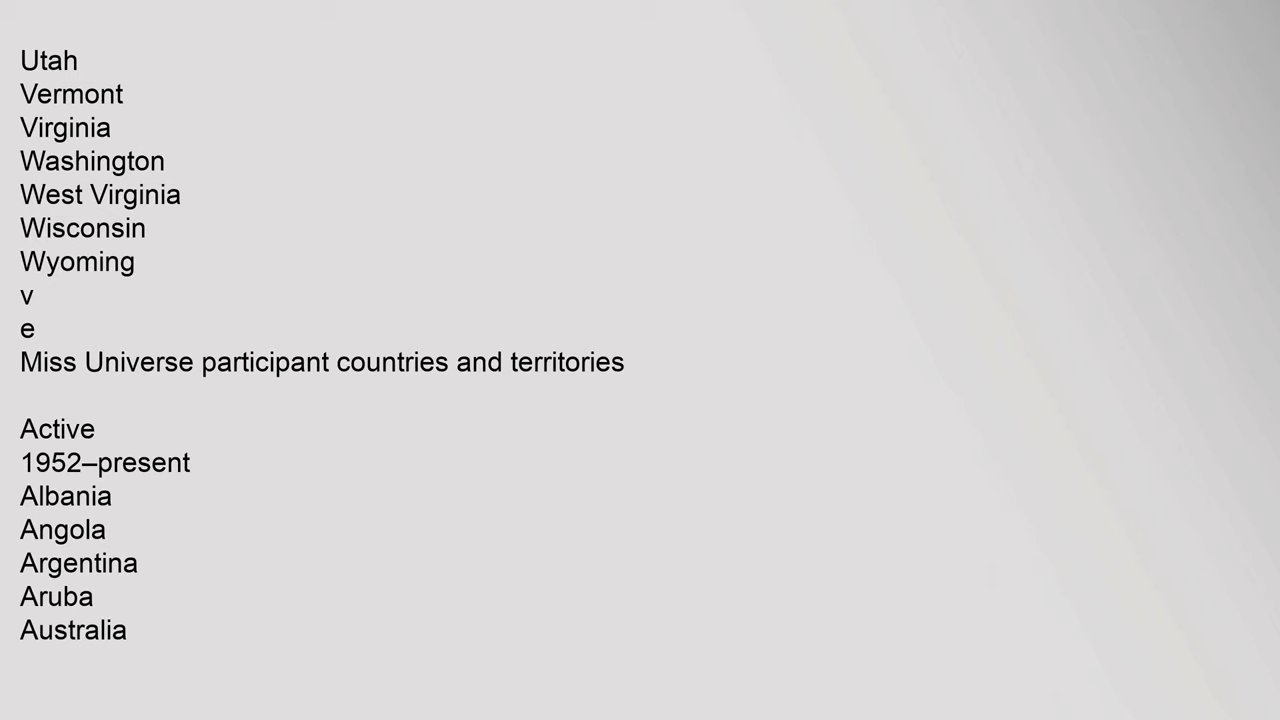 Utah
Vermont
Virginia
Washington
West Virginia
Wisconsin
Wyoming
v
e
Miss Universe participant countries and territories
Active
1952–present
Albania
Angola
Argentina
Aruba
Australia